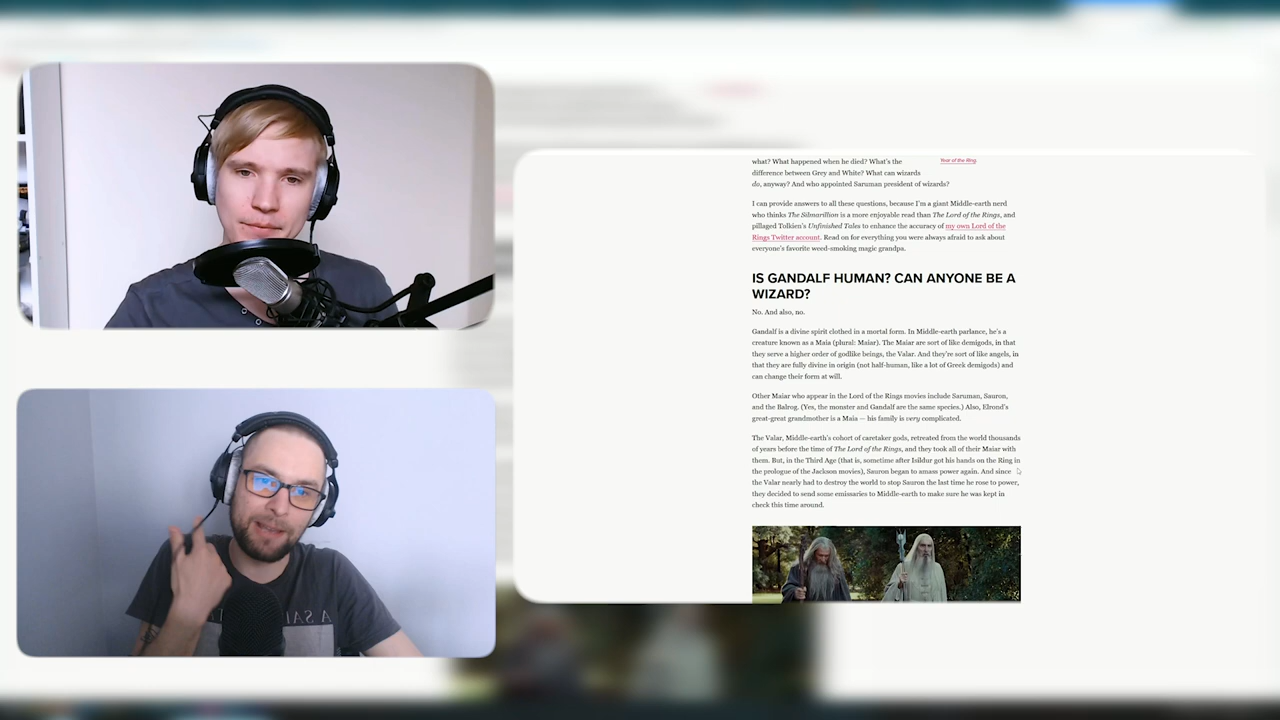 what? What happened when he died? What's the
Year of the Ring.
difference between Grey and White? What can wizards
do, anyway? And who appointed Saruman president of wizards?
I can provide answers to all these questions, because I'm a giant Middle-earth nerd
who thinks The Silmarillion is a more enjoyable read than The Lord of the Rings, and
pillaged Tolkien's Unfinished Tales to enhance the accuracy of my own Lord of the
Rings Twitter account. Read on for everything you were always afraid to ask about
everyone's favorite weed-smoking magic grandpa.
IS GANDALF HUMAN? CAN ANYONE BE A
WIZARD?
No. And also, no.
Gandalf is a divine spirit clothed in a mortal form. In Middle-earth parlance, he's a
creature known as a Maia (plural: Maiar). The Maiar are sort of like demigods, in that
they serve a higher order of godlike beings, the Valar. And they're sort of like angels, in
that they are fully divine in origin (not half-human, like a lot of Greek demigods) and
can change their form at will.
Other Maiar who appear in the Lord of the Rings movies include Saruman, Sauron,
and the Balrog. (Yes, the monster and Gandalf are the same species.) Also, Elrond's
great-great grandmother is a Maia — his family is very complicated.
The Valar, Middle-earth's cohort of caretaker gods, retreated from the world thousands
of years before the time of The Lord of the Rings, and they took all of their Maiar with
them. But, in the Third Age (that is, sometime after Isildur got his hands on the Ring in
the prologue of the Jackson movies), Sauron began to amass power again. And since
the Valar nearly had to destroy the world to stop Sauron the last time he rose to power,
they decided to send some emissaries to Middle-earth to make sure he was kept in
check this time around.